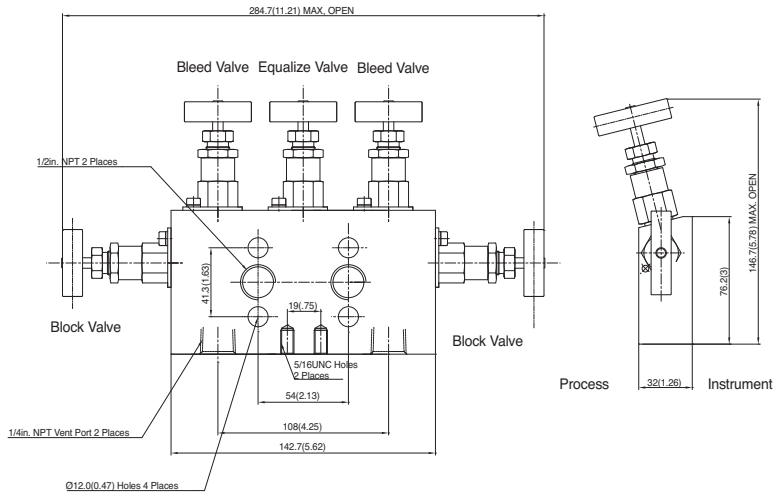 284.7(11.21) MAX, OPEN
Bleed Valve
Equalize Valve
Bleed Valve
1/2in. NPT 2 Places
146.7(5.78) MAX. OPEN
76.2(3)
41.3(1.63)
19(.75)
Block Valve
Block Valve
5/16UNC Holes
2 Places
54(2.13)
Process
32(1.26)
Instrument
1/4in. NPT Vent Port 2 Places
108(4.25)
142.7(5.62)
Ø12.0(0.47) Holes 4 Places